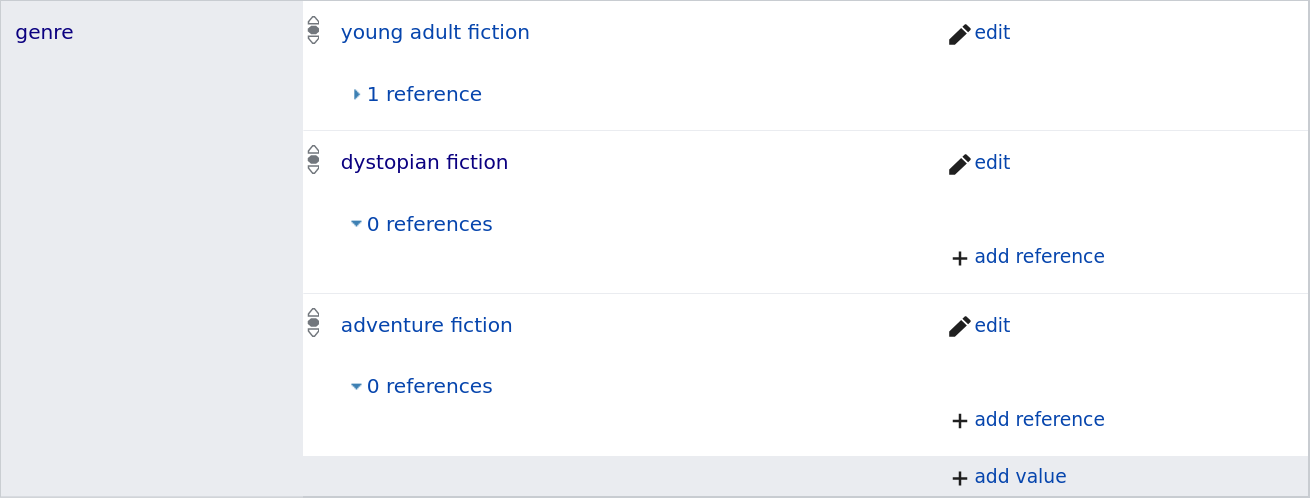 genre
young adult fiction
edit
1 reference
dystopian fiction
edit
0 references
add reference
adventure fiction
edit
0 references
add reference
add value